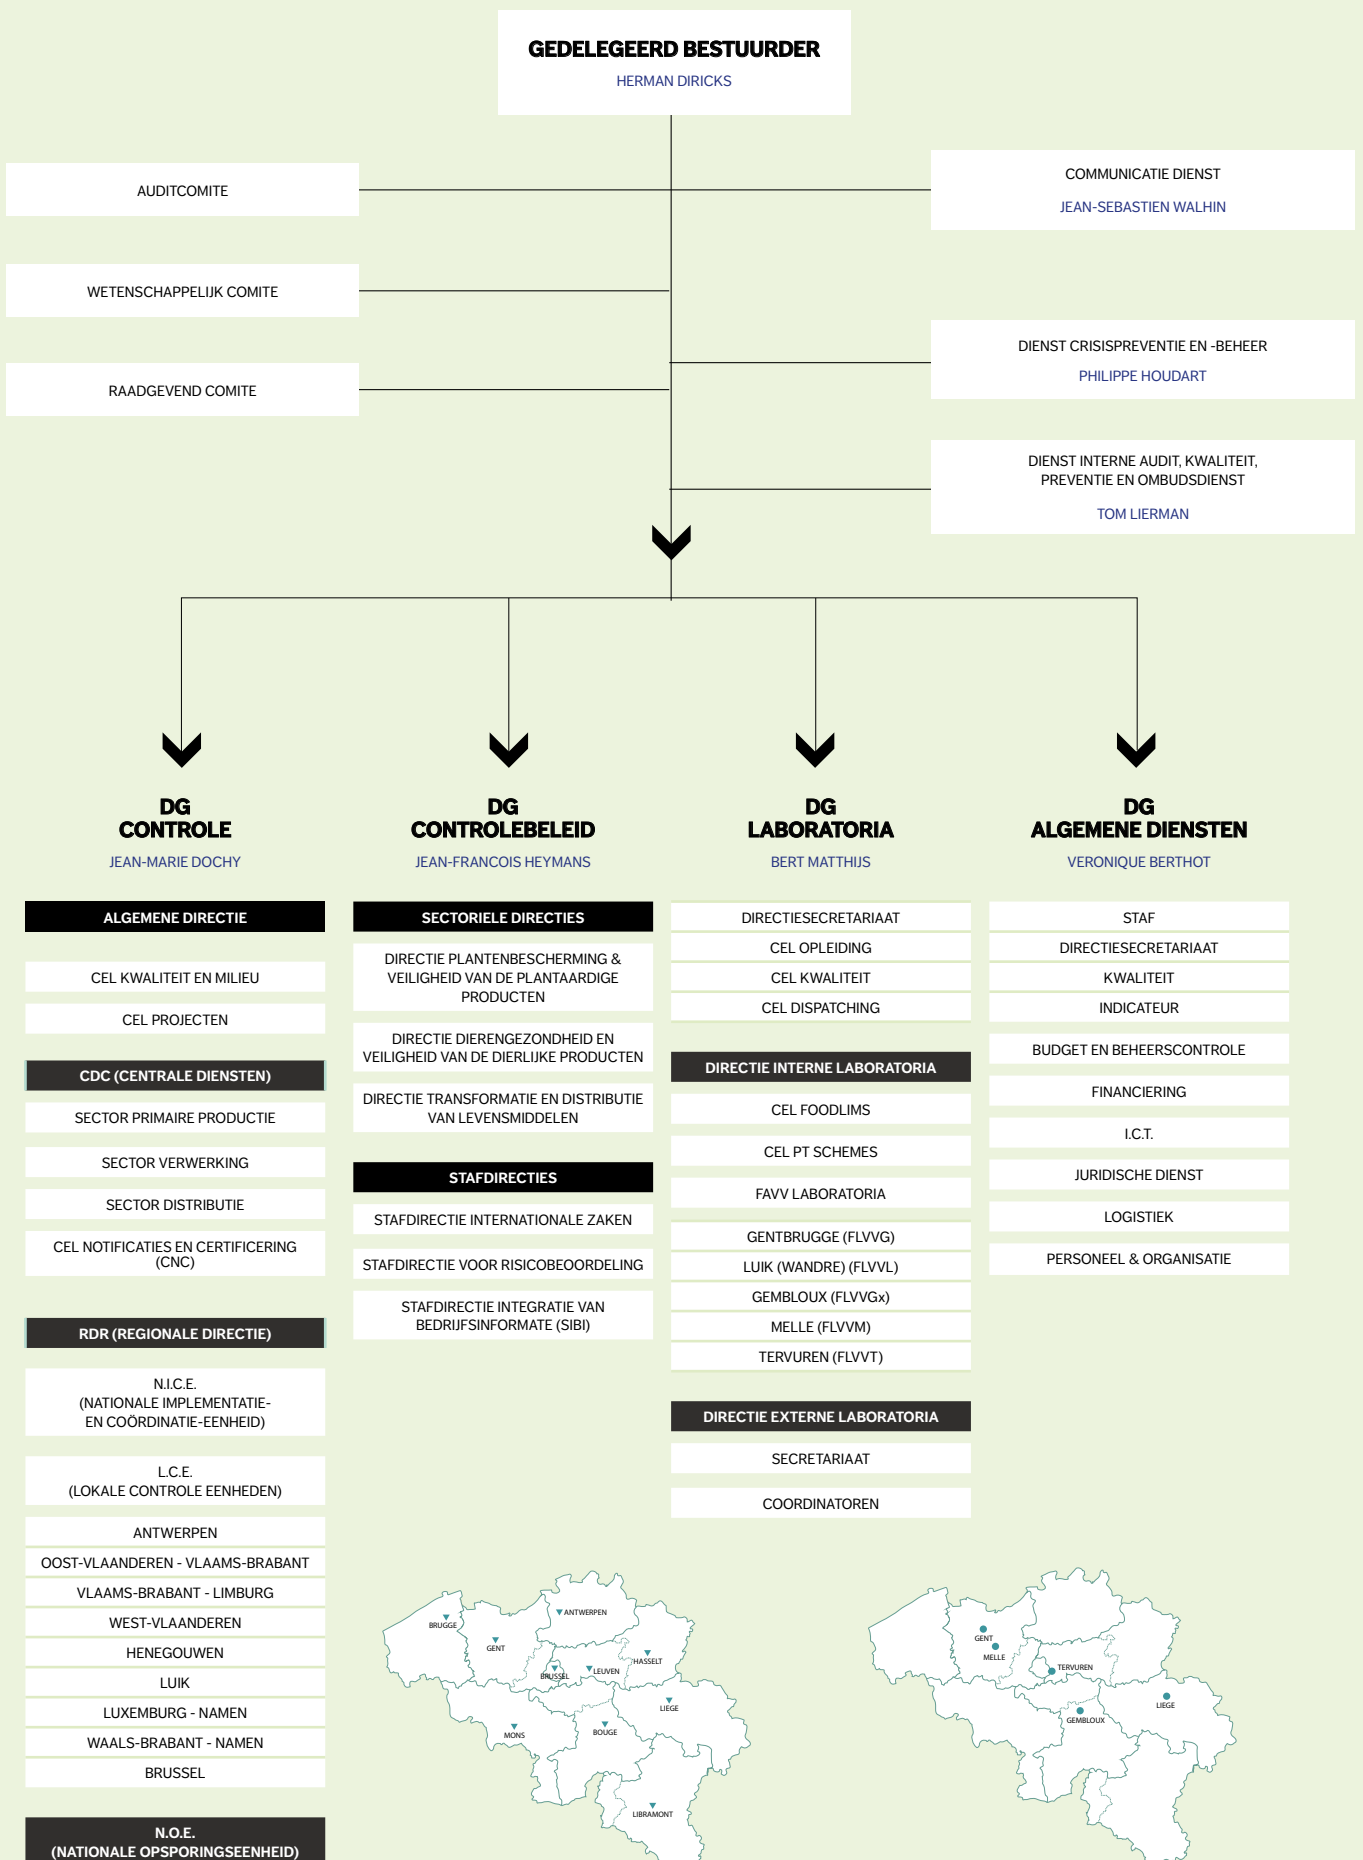 GEDELEGEERD BESTUURDER
HERMAN DIRICKS
AUDITCOMITE
WETENSCHAPPELIJK COMITE
RAADGEVEND COMITE
COMMUNICATIE DIENST
JEAN-SEBASTIEN WALHIN
DIENST CRISISPREVENTIE EN -BEHEER
PHILIPPE HOUDART
DIENST INTERNE AUDIT, KWALITEIT,
PREVENTIE EN OMBUDSDIENST
TOM LIERMAN
DG
CONTROLE
JEAN-MARIE DOCHY
ALGEMENE DIRECTIE
CEL KWALITEIT EN MILIEU
CEL PROJECTEN
CDC (CENTRALE DIENSTEN)
SECTOR PRIMAIRE PRODUCTIE
SECTOR VERWERKING
SECTOR DISTRIBUTIE
CEL NOTIFICATIES EN CERTIFICERING
(CNC)
RDR (REGIONALE DIRECTIE)
N.I.C.E.
(NATIONALE IMPLEMENTATIE-
EN COÖRDINATIE-EENHEID)
L.C.E.
(LOKALE CONTROLE EENHEDEN)
ANTWERPEN
OOST-VLAANDEREN - VLAAMS-BRABANT
VLAAMS-BRABANT - LIMBURG
WEST-VLAANDEREN
HENEGOUWEN
LUIK
LUXEMBURG - NAMEN
WAALS-BRABANT - NAMEN
BRUSSEL
N.O.E.
(NATIONALE OPSPORINGSEENHEID)
DG
CONTROLEBELEID
JEAN-FRANCOIS HEYMANS
SECTORIELE DIRECTIES
DIRECTIE PLANTENBESCHERMING &
VEILIGHEID VAN DE PLANTAARDIGE
PRODUCTEN
DIRECTIE DIERENGEZONDHEID EN
VEILIGHEID VAN DE DIERLIJKE PRODUCTEN
DIRECTIE TRANSFORMATIE EN DISTRIBUTIE
VAN LEVENSMIDDELEN
STAFDIRECTIES
STAFDIRECTIE INTERNATIONALE ZAKEN
STAFDIRECTIE VOOR RISICOBEOORDELING
STAFDIRECTIE INTEGRATIE VAN
BEDRIJFSINFORMATE (SIBI)
DG
LABORATORIA
BERT MATTHIJS
DIRECTIESECRETARIAAT
CEL OPLEIDING
CEL KWALITEIT
CEL DISPATCHING
DIRECTIE INTERNE LABORATORIA
CEL FOODLIMS
CEL PT SCHEMES
FAVV LABORATORIA
GENTBRUGGE (FLVVG)
LUIK (WANDRE) (FLVVL)
GEMBLOUX (FLVVGx)
MELLE (FLVVM)
TERVUREN (FLVVT)
DIRECTIE EXTERNE LABORATORIA
SECRETARIAAT
COORDINATOREN
DG
ALGEMENE DIENSTEN
VERONIQUE BERTHOT
STAF
DIRECTIESECRETARIAAT
KWALITEIT
INDICATEUR
BUDGET EN BEHEERSCONTROLE
FINANCIERING
I.C.T.
JURIDISCHE DIENST
LOGISTIEK
PERSONEEL & ORGANISATIE
ANTWERPEN
BRUGGE
GENT
HASSELT
BRUSSEL
LEUVEN
LIEGE
MONS
BOUGE
LIBRAMONT
GENT
MELLE
TERVUREN
LIEGE
GEMBLOUX